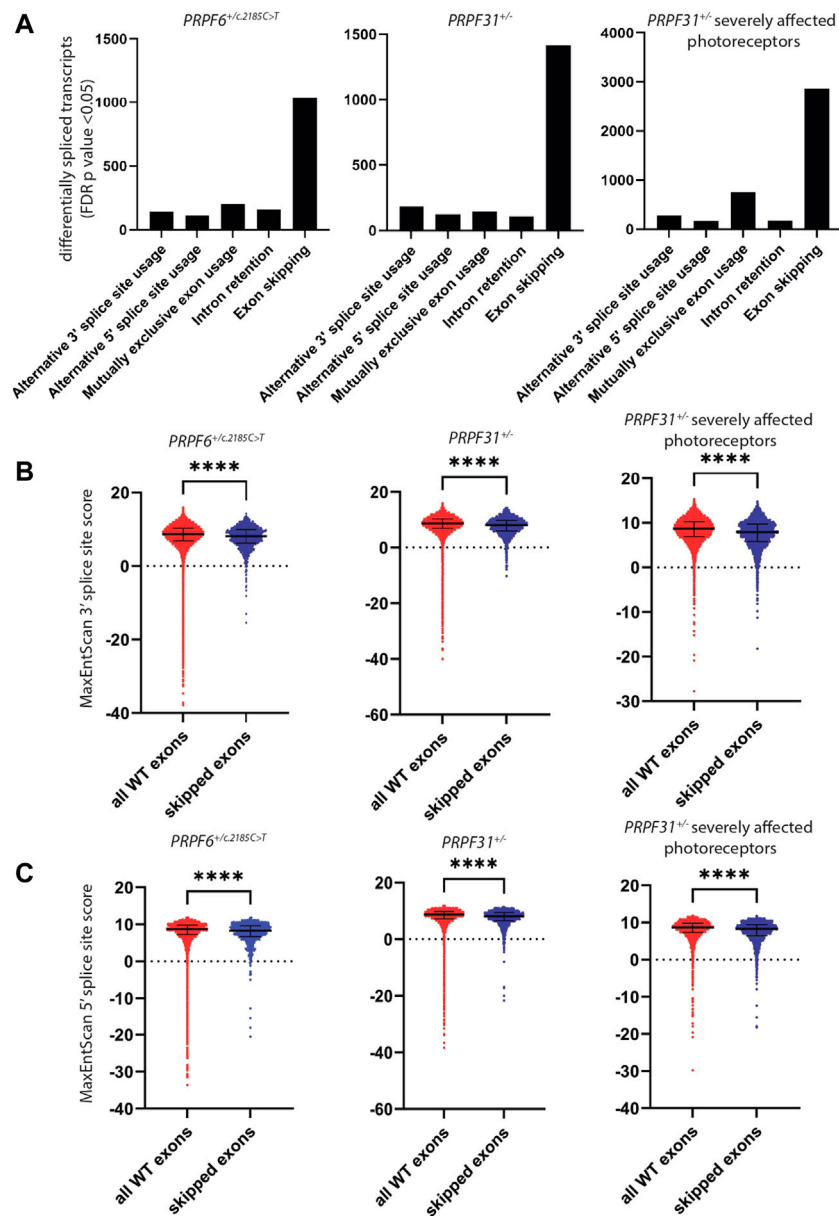 A
PRPF6+/c.2185C>T
PRPF31+/-
PRPF31+/- severely affected
photoreceptors
differentially spliced transcripts
(FDR p value <0.05)
1500
1000
500
0
Alternative 3' splice site usage
Alternative 5' splice site usage
Mutually exclusive exon usage
Intron retention
Exon skipping
1500
1000
500
0
Alternative 3' splice site usage
Alternative 5' splice site usage
Mutually exclusive exon usage
Intron retention
Exon skipping
4000
3000
2000
1000
0
Alternative 3' splice site usage
Alternative 5' splice site usage
Mutually exclusive exon usage
Intron retention
Exon skipping
B
PRPF6+/c.2185C>T
PRPF31+/-
PRPF31+/- severely affected
photoreceptors
MaxEntScan 3' splice site score
****
20
0
-20
-40
all WT exons
skipped exons
****
20
0
-20
-40
-60
all WT exons
skipped exons
****
20
10
0
-10
-20
-30
all WT exons
skipped exons
C
PRPF6+/c.2185C>T
PRPF31+/-
PRPF31+/- severely affected
photoreceptors
MaxEntScan 5' splice site score
****
20
10
0
-10
-20
-30
-40
all WT exons
skipped exons
****
20
0
-20
-40
-60
all WT exons
skipped exons
****
20
10
0
-10
-20
-30
-40
all WT exons
skipped exons